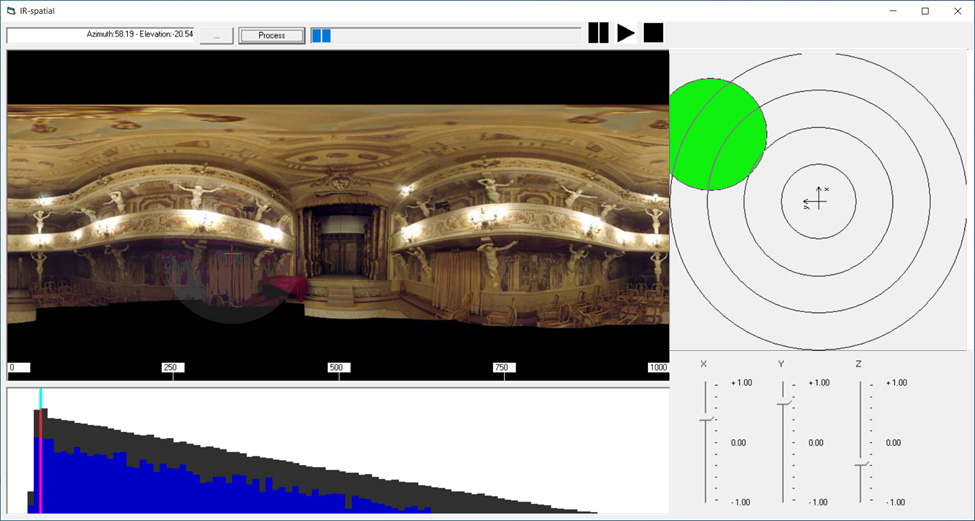 IR-spatial
Azimuth:58.19 - Elevation:-20.54
...
Process
x
y
0
250
500
750
1000
X
Y
Z
+ 1.00
+ 1.00
+ 1.00
0.00
0.00
0.00
- 1.00
- 1.00
- 1.00